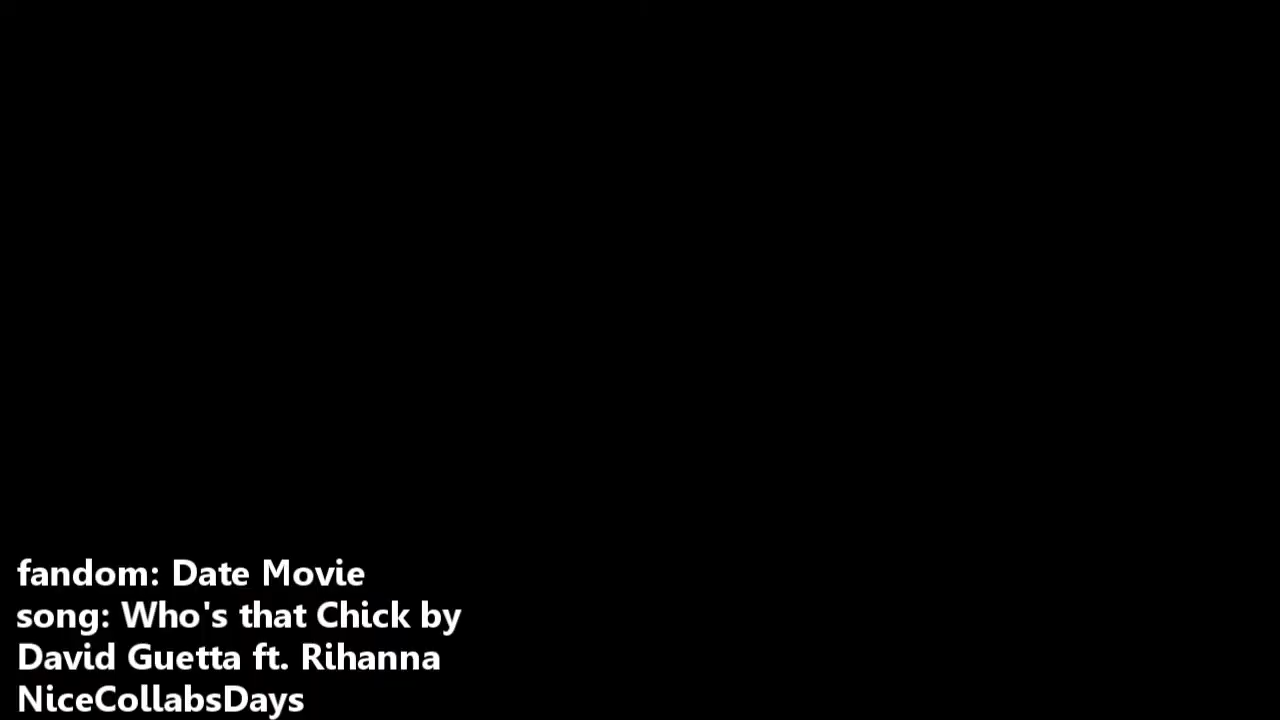 fandom: Date Movie
song: Who's that Chick by
David Guetta ft. Rihanna
NiceCollabsDays